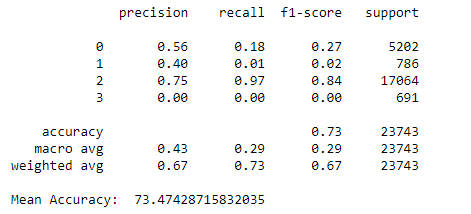 precision recall f1-score support
0 0.56 0.18 0.27 5202
1 0.40 0.01 0.02 786
2 0.75 0.97 0.84 17064
3 0.00 0.00 0.00 691
accuracy 0.73 23743
macro avg 0.43 0.29 0.29 23743
weighted avg 0.67 0.73 0.67 23743
Mean Accuracy: 73.47428715832035